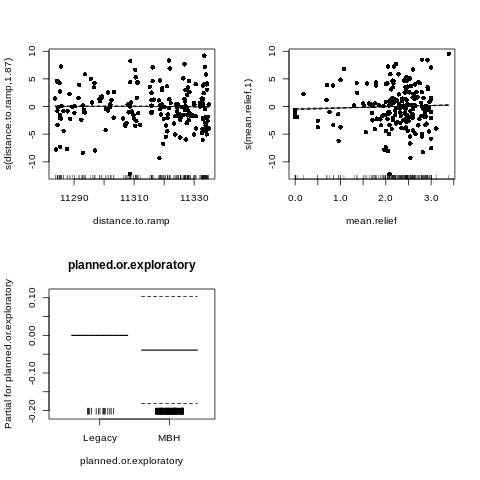 s(distance.to.ramp,1.87)
10
5
0
-5
-10
11290
11310
11330
distance.to.ramp
s(mean.relief,1)
10
5
0
-5
-10
0.0
1.0
2.0
3.0
mean.relief
planned.or.exploratory
Partial for planned.or.exploratory
0.10
0.00
-0.10
-0.20
Legacy
MBH
planned.or.exploratory